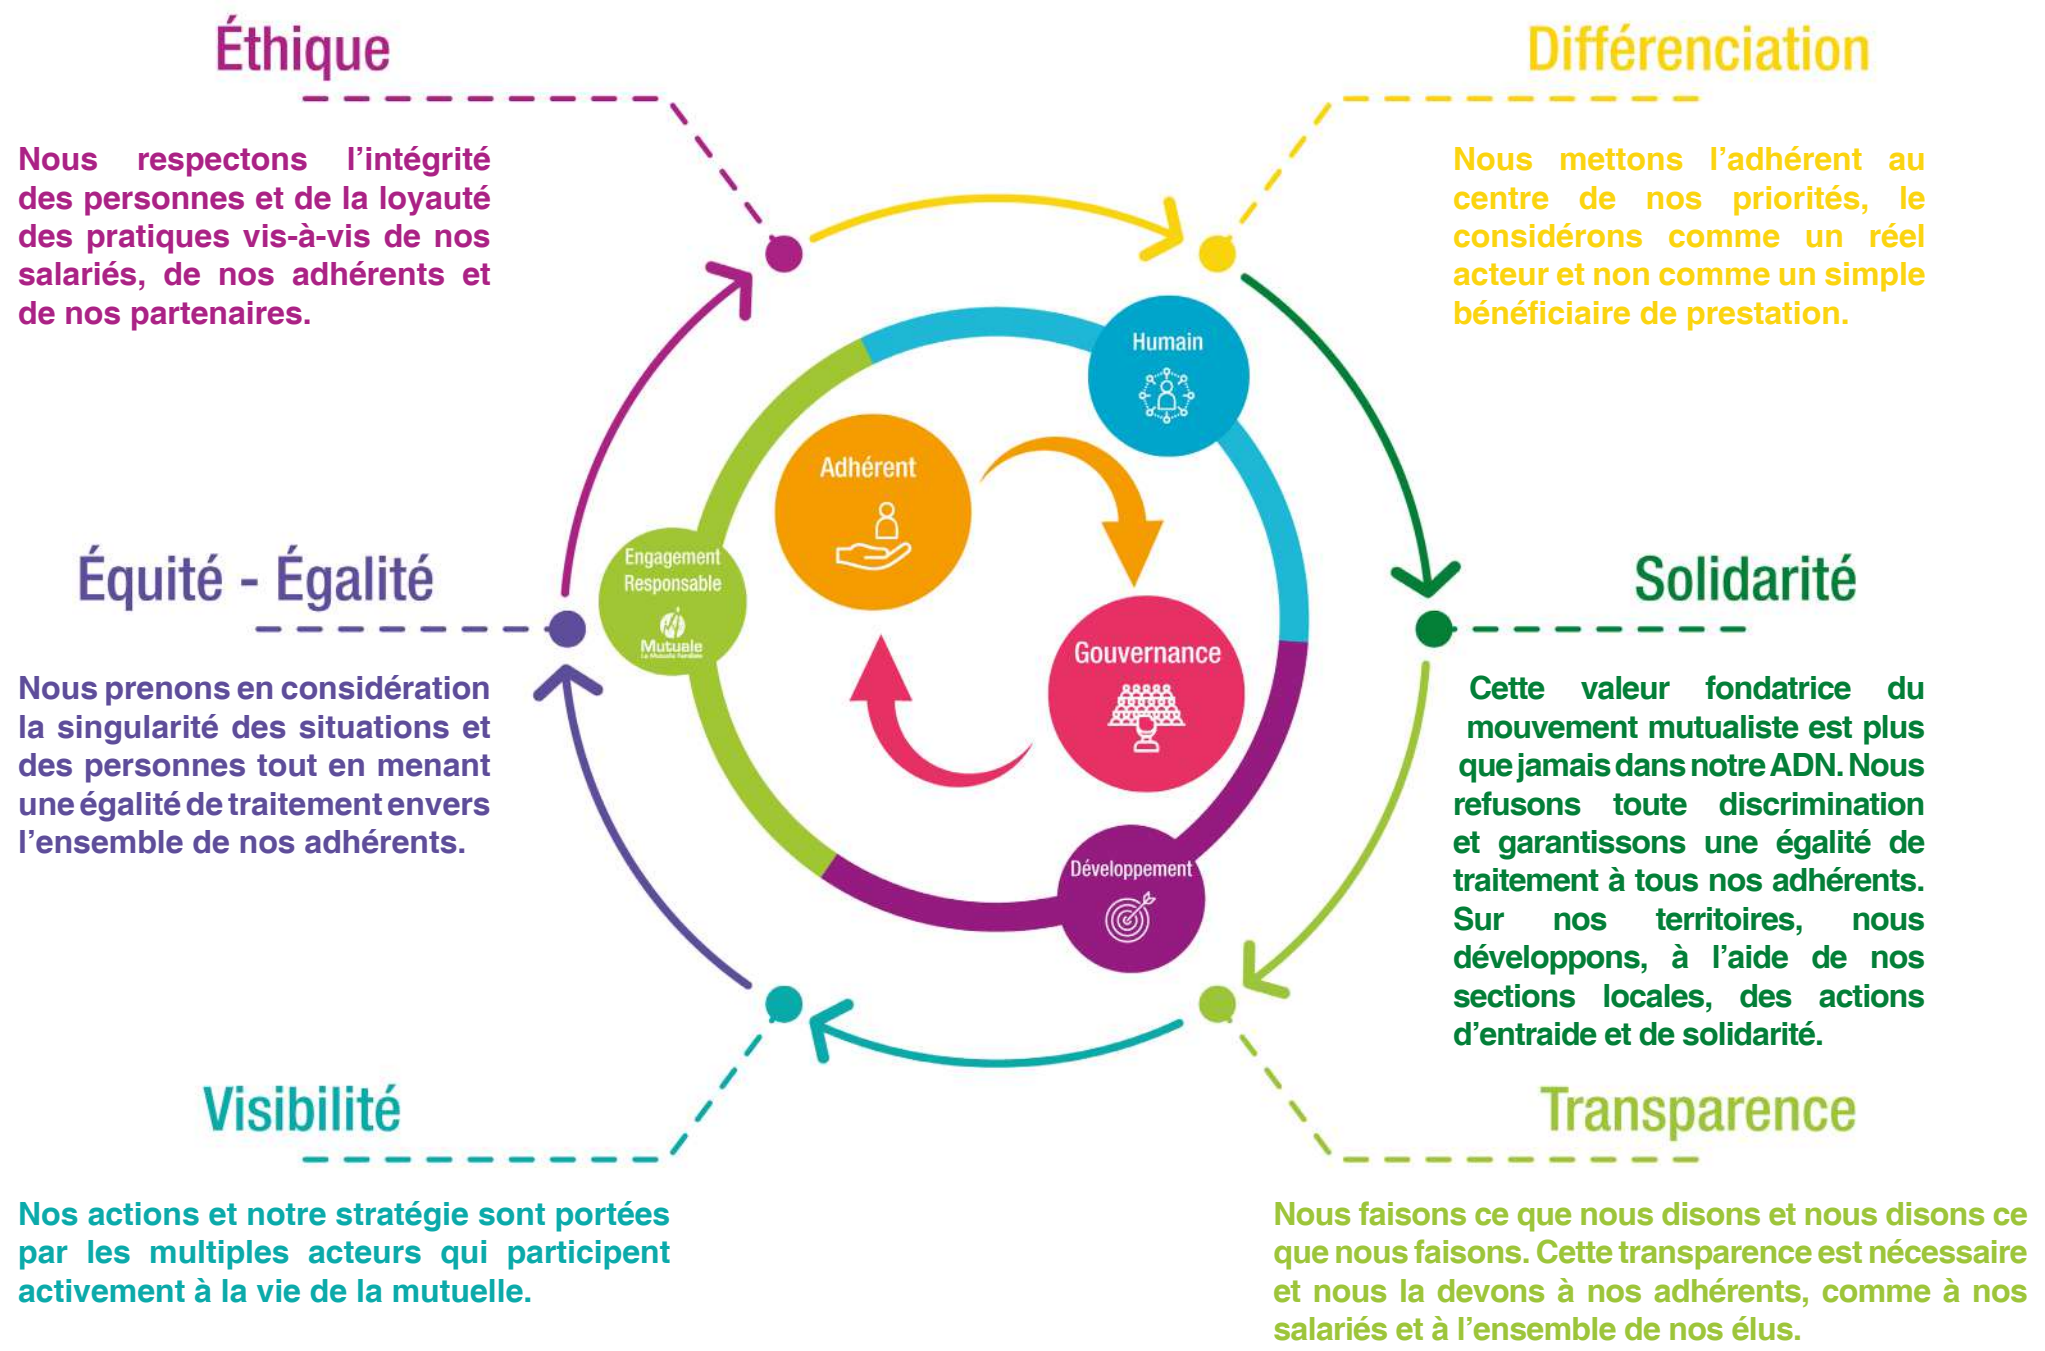 Éthique
Nous respectons l’intégrité
des personnes et de la loyauté
des pratiques vis-à-vis de nos
salariés, de nos adhérents et
de nos partenaires.
Différenciation
Nous mettons l’adhérent au
centre de nos priorités, le
considérons comme un réel
acteur et non comme un simple
bénéficiaire de prestation.
Humain
Adhérent
Engagement
Responsable
Mutuale
La Mutuelle Familiale
Gouvernance
Développement
Équité - Égalité
Nous prenons en considération
la singularité des situations et
des personnes tout en menant
une égalité de traitement envers
l’ensemble de nos adhérents.
Solidarité
Cette valeur fondatrice du
mouvement mutualiste est plus
que jamais dans notre ADN. Nous
refusons toute discrimination
et garantissons une égalité de
traitement à tous nos adhérents.
Sur nos territoires, nous
développons, à l’aide de nos
sections locales, des actions
d’entraide et de solidarité.
Visibilité
Nos actions et notre stratégie sont portées
par les multiples acteurs qui participent
activement à la vie de la mutuelle.
Transparence
Nous faisons ce que nous disons et nous disons ce
que nous faisons. Cette transparence est nécessaire
et nous la devons à nos adhérents, comme à nos
salariés et à l’ensemble de nos élus.